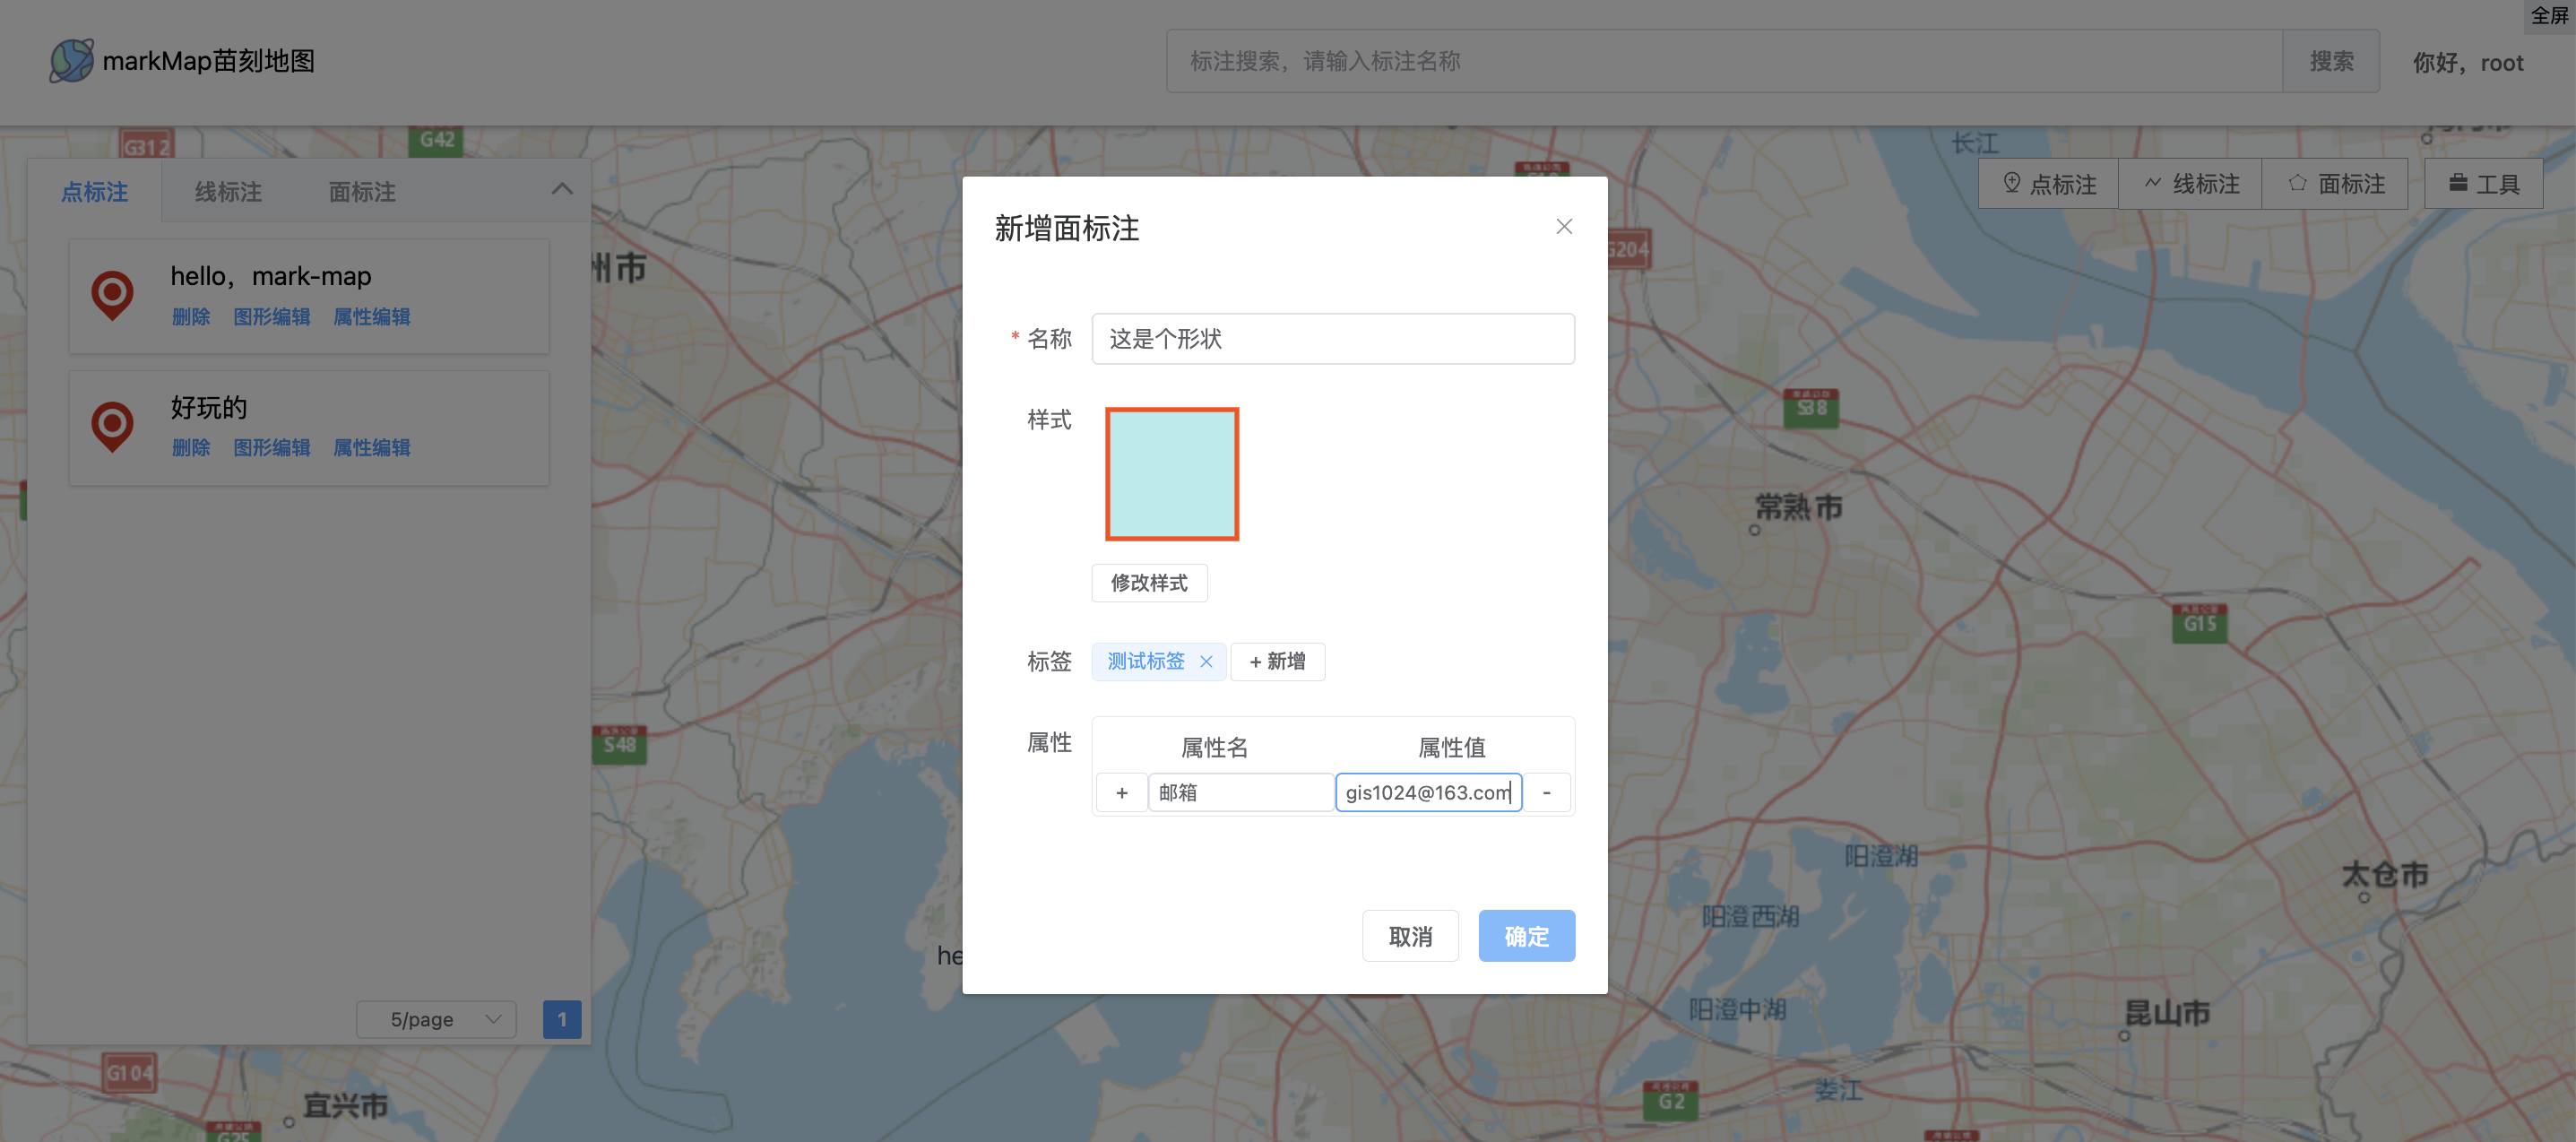 全屏
markMap苗刻地图
标注搜索，请输入标注名称
搜索
你好，root
G312
G42
点标注 线标注 面标注
点标注 线标注 面标注 工具
hello，mark-map
删除 图形编辑 属性编辑
好玩的
删除 图形编辑 属性编辑
5/page
1
新增面标注
* 名称 这是个形状
样式
修改样式
标签 测试标签 + 新增
属性
属性名 属性值
+ 邮箱 gis1024@163.com -
取消 确定
长江
州市
G204
S38
常熟市
G15
S48
阳澄湖
太仓市
阳澄西湖
he
阳澄中湖
昆山市
G104
娄江
G2
宜兴市
G25